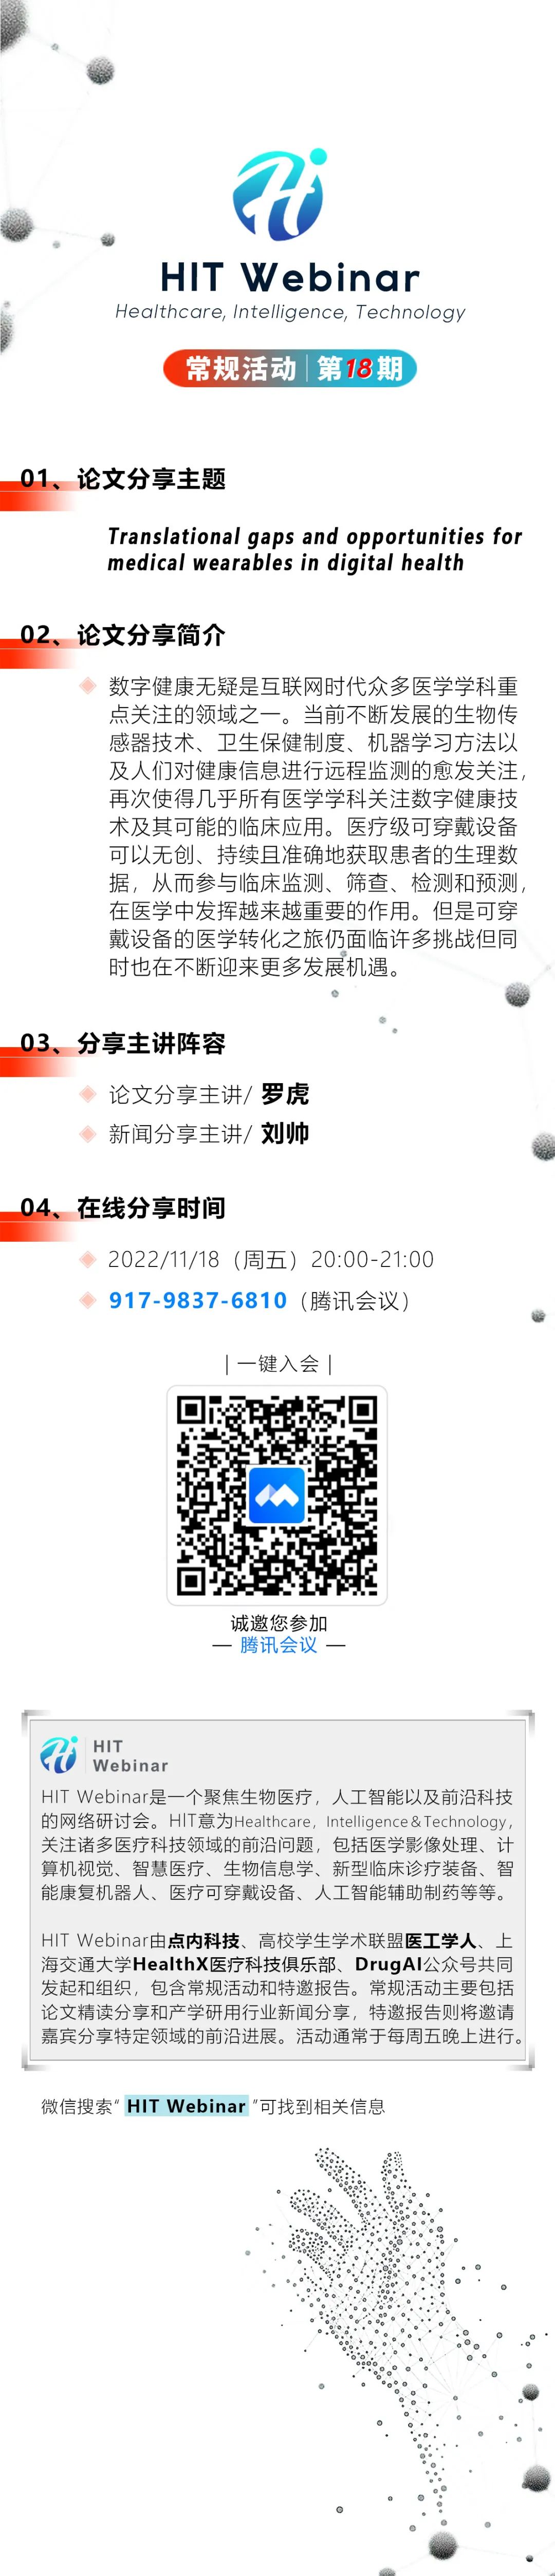 Hi
HIT Webinar
Healthcare, Intelligence, Technology
常规活动|第18期
01、论文分享主题
Translational gaps and opportunities for
medical wearables in digital health
02、论文分享简介
数字健康无疑是互联网时代众多医学学科重
点关注的领域之一。当前不断发展的生物传
感器技术、卫生保健制度、机器学习方法以
及人们对健康信息进行远程监测的愈发关注，
再次使得几乎所有医学学科关注数字健康技
术及其可能的临床应用。医疗级可穿戴设备
可以无创、持续且准确地获取患者的生理数
据，从而参与临床监测、筛查、检测和预测，
在医学中发挥越来越重要的作用。但是可穿
戴设备的医学转化之旅仍面临许多挑战但同
时也在不断迎来更多发展机遇。
03、分享主讲阵容
论文分享主讲/ 罗虎
新闻分享主讲/ 刘帅
04、在线分享时间
2022/11/18（周五）20:00-21:00
917-9837-6810（腾讯会议）
| 一键入会 |
诚邀您参加
— 腾讯会议 —
Hi
HIT
Webinar
HIT Webinar是一个聚焦生物医疗，人工智能以及前沿科技
的网络研讨会。HIT意为Healthcare，Intelligence＆Technology，
关注诸多医疗科技领域的前沿问题，包括医学影像处理、计
算机视觉、智慧医疗、生物信息学、新型临床诊疗装备、智
能康复机器人、医疗可穿戴设备、人工智能辅助制药等等。
HIT Webinar由点内科技、高校学生学术联盟医工学人、上
海交通大学HealthX医疗科技俱乐部、DrugAI公众号共同
发起和组织，包含常规活动和特邀报告。常规活动主要包括
论文精读分享和产学研用行业新闻分享，特邀报告则将邀请
嘉宾分享特定领域的前沿进展。活动通常于每周五晚上进行。
微信搜索“ HIT Webinar ”可找到相关信息